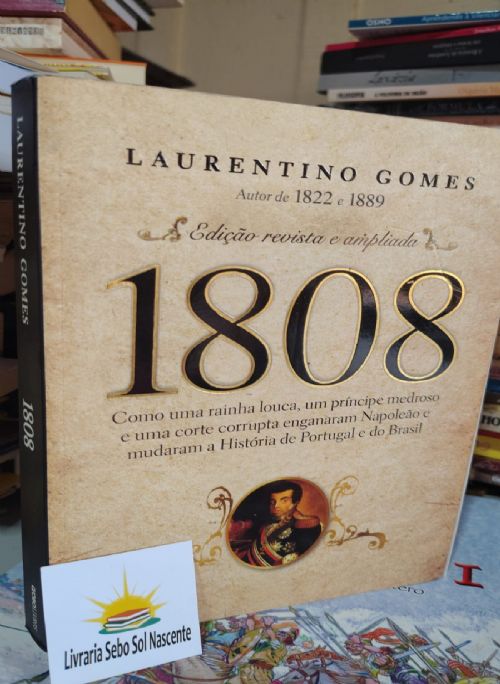 LAURENTINO GOMES
Autor de 1822 e 1889
Edição revista e ampliada
1808
Como uma rainha louca, um príncipe medroso
e uma corte corrupta enganaram Napoleão e
mudaram a História de Portugal e do Brasil
LAURENTINO GOMES
1808
Livraria Sebo Sol Nascente
OSHO